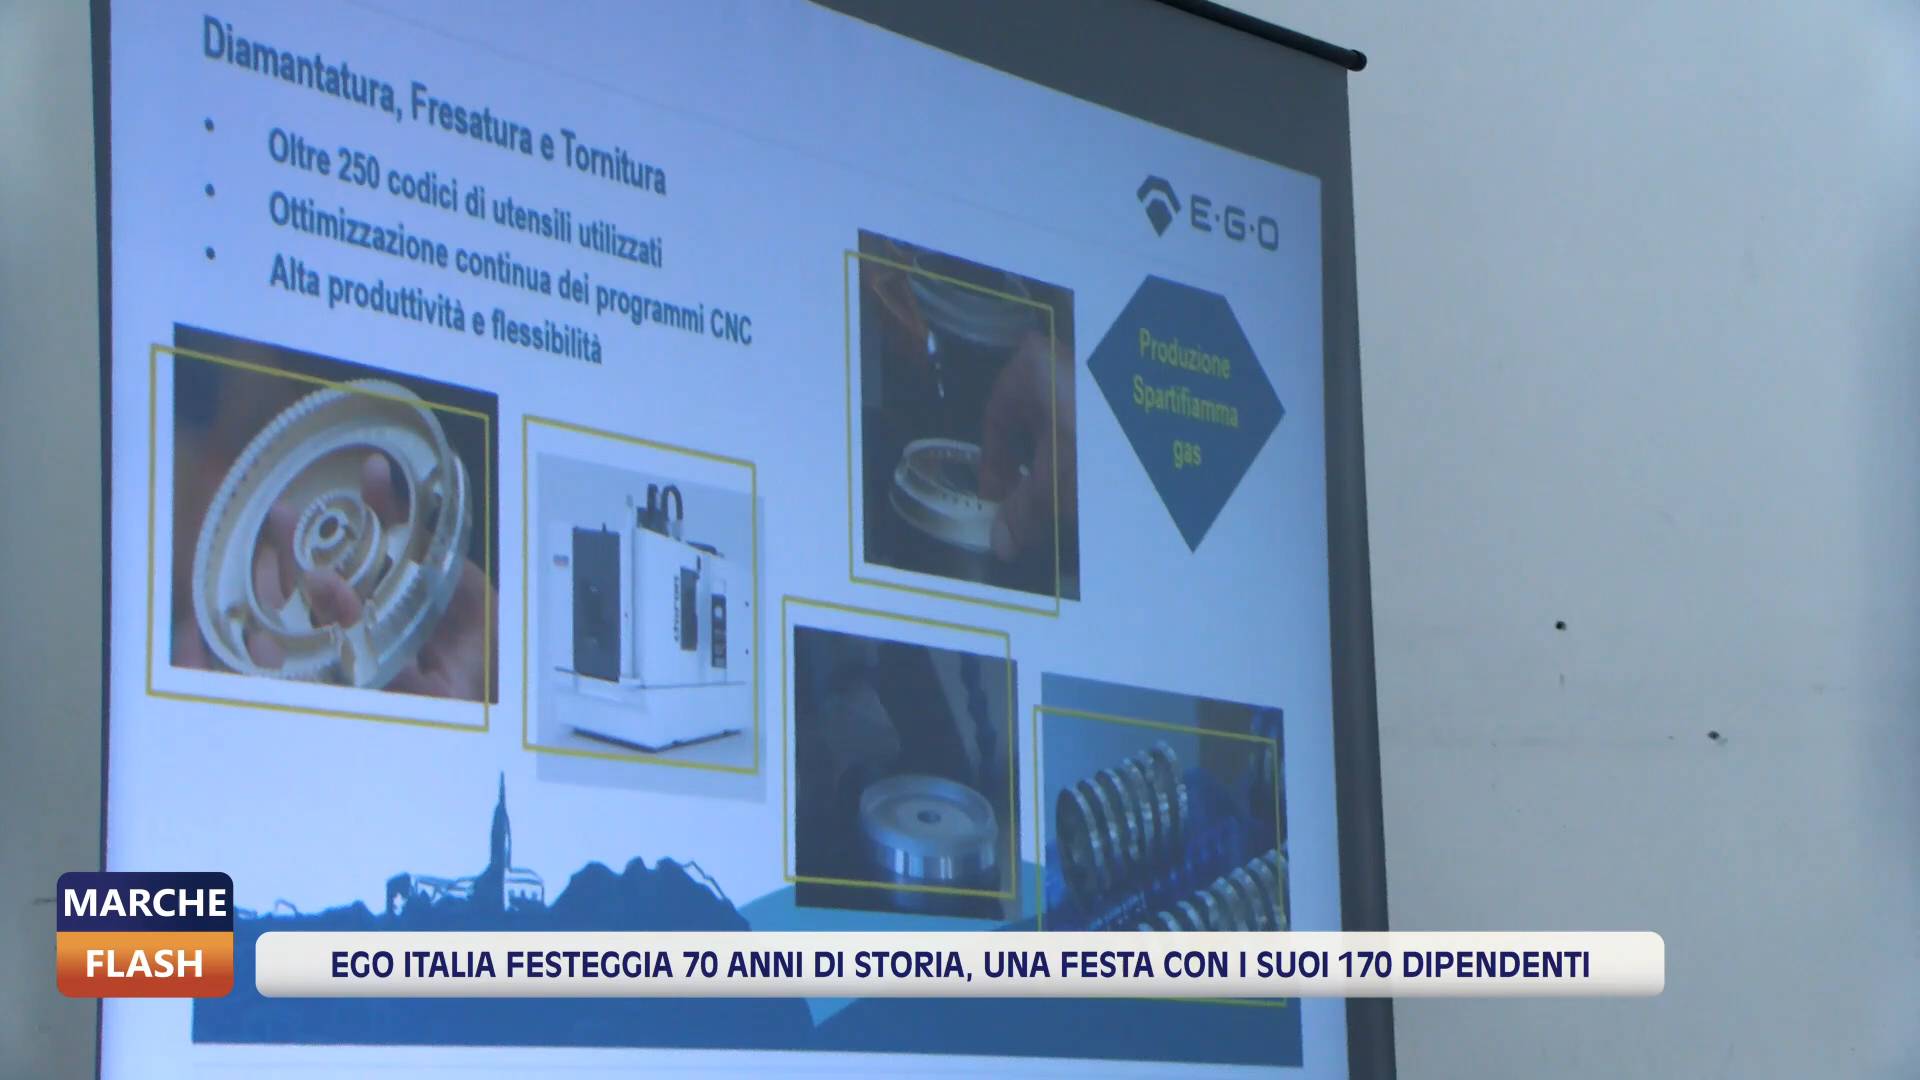 Diamantatura, Fresatura e Tornitura
• Oltre 250 codici di utensili utilizzati
• Ottimizzazione continua dei programmi CNC
• Alta produttività e flessibilità
E·G·O
Produzione
Spartifiamma
gas
chiron
MARCHE
FLASH
EGO ITALIA FESTEGGIA 70 ANNI DI STORIA, UNA FESTA CON I SUOI 170 DIPENDENTI